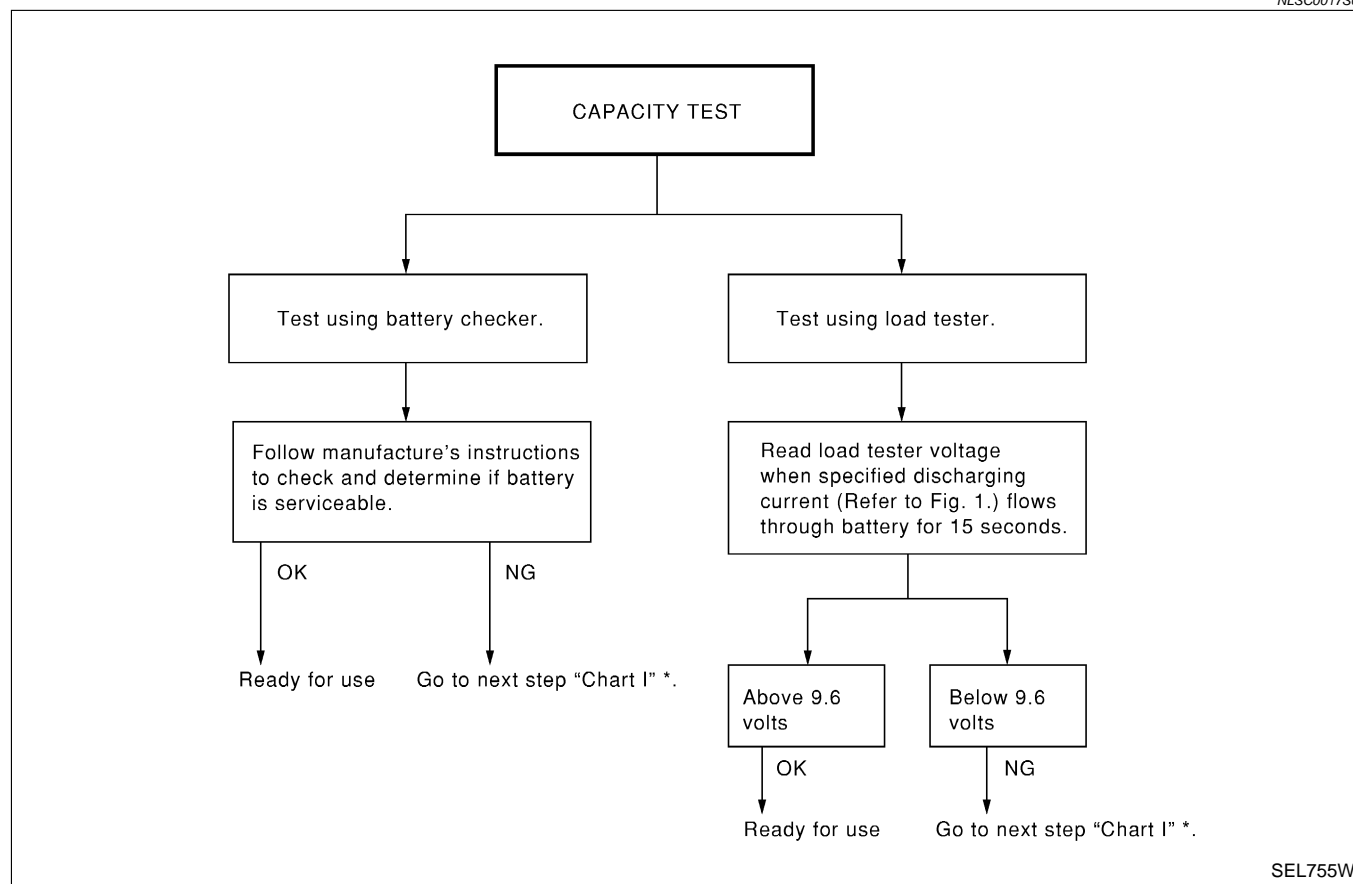 CAPACITY TEST
Test using battery checker.
Test using load tester.
Follow manufacture's instructions
to check and determine if battery
is serviceable.
Read load tester voltage
when specified discharging
current (Refer to Fig. 1.) flows
through battery for 15 seconds.
OK
NG
Ready for use
Go to next step “Chart I” *.
Above 9.6
volts
Below 9.6
volts
OK
NG
Ready for use
Go to next step “Chart I” *.
SEL755W